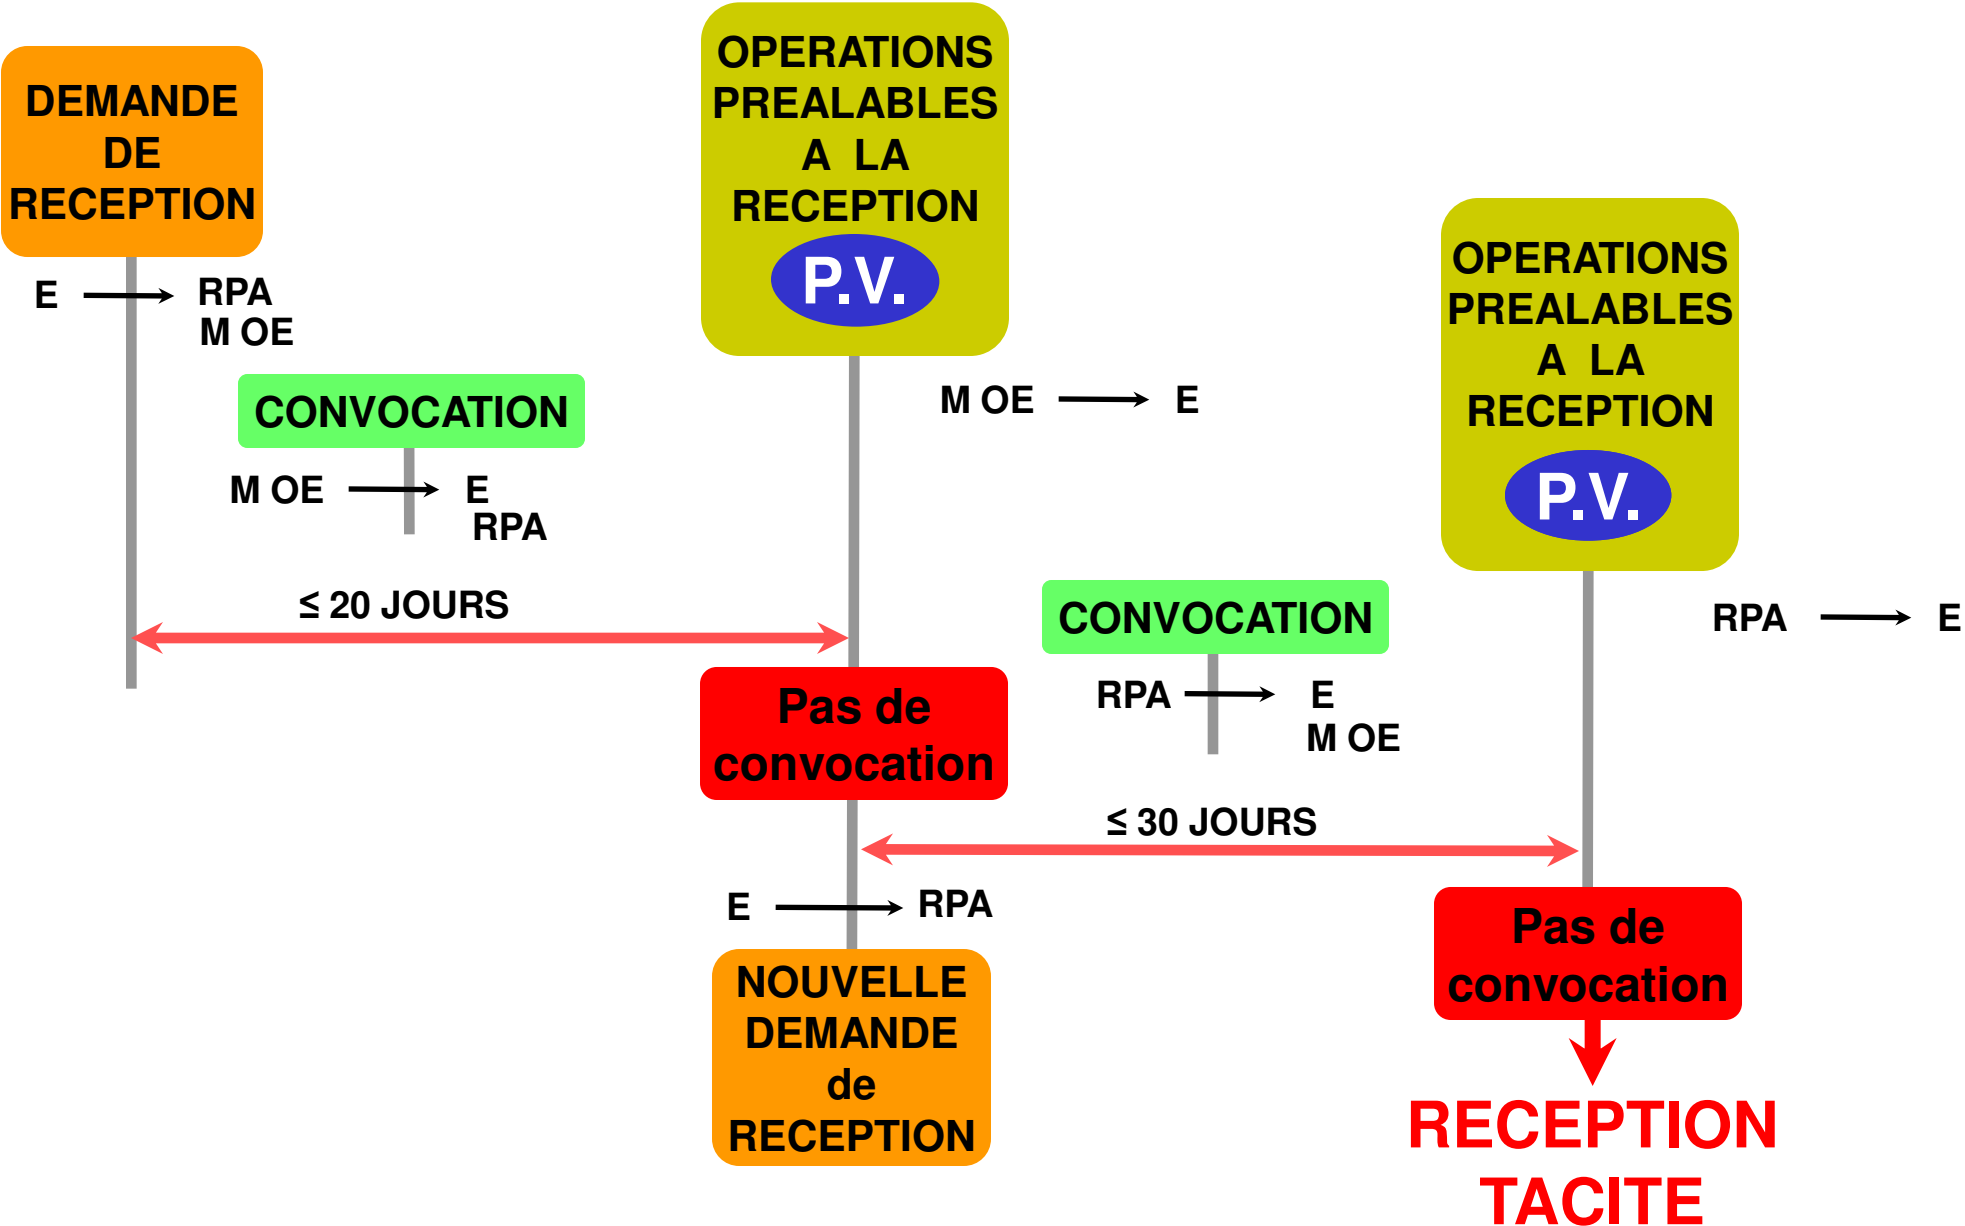 DEMANDE
DE
RECEPTION
E
RPA
M OE
CONVOCATION
M OE
E
RPA
≤ 20 JOURS
OPERATIONS
PREALABLES
A LA
RECEPTION
P.V.
M OE
E
Pas de
convocation
E
RPA
NOUVELLE
DEMANDE
de
RECEPTION
CONVOCATION
RPA
E
M OE
≤ 30 JOURS
OPERATIONS
PREALABLES
A LA
RECEPTION
P.V.
RPA
E
Pas de
convocation
RECEPTION
TACITE